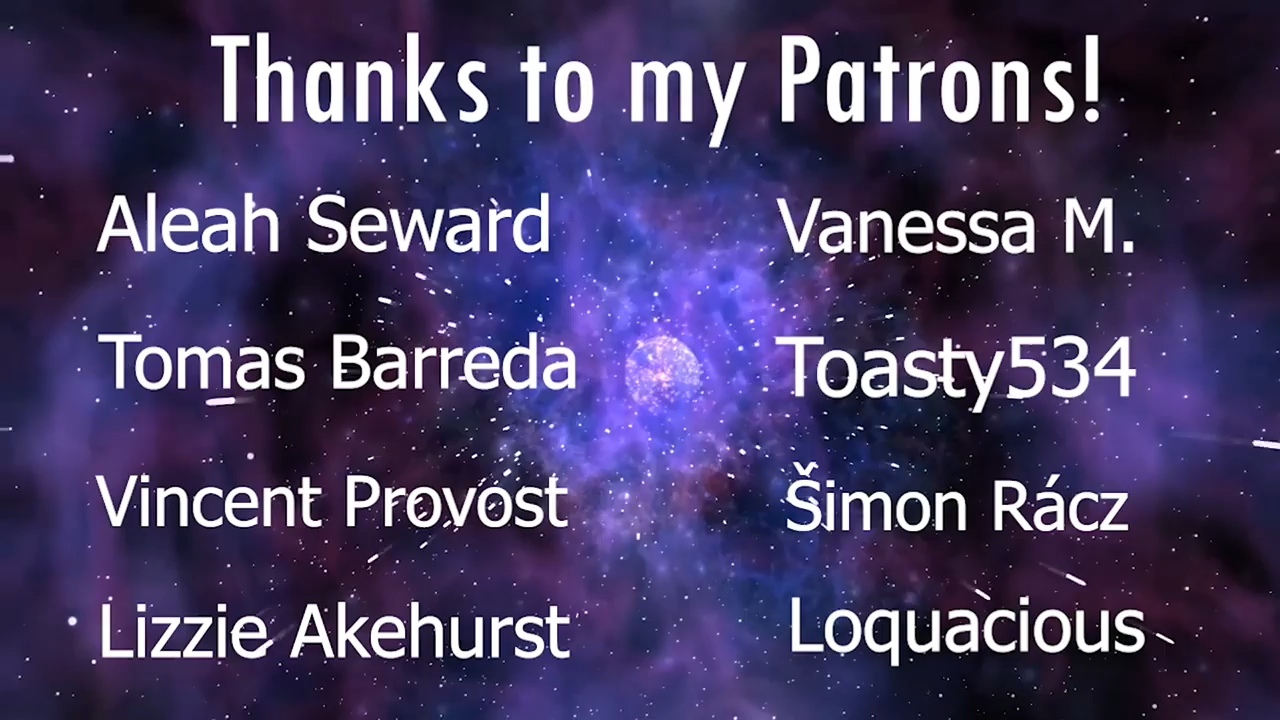 Thanks to my Patrons!
Aleah Seward
Vanessa M.
Tomas Barreda
Toasty534
Vincent Provost
Šimon Rácz
Lizzie Akehurst
Loquacious